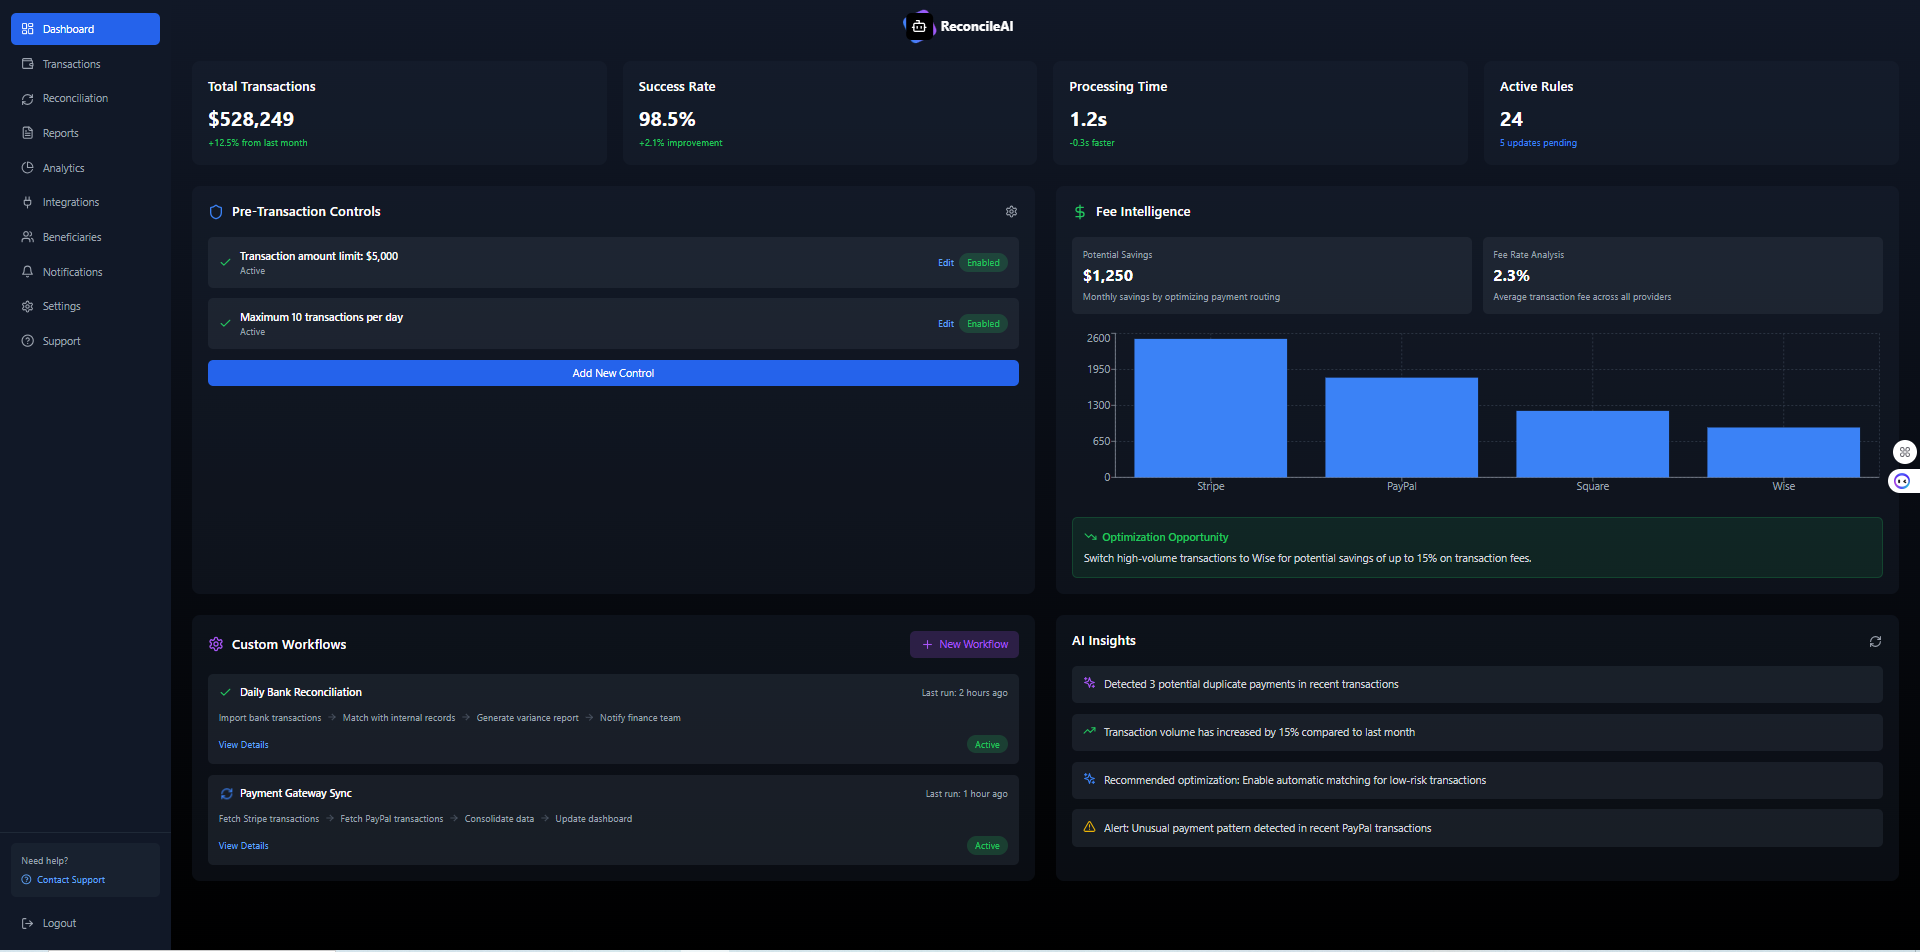 Dashboard
Transactions
Reconciliation
Reports
Analytics
Integrations
Beneficiaries
Notifications
Settings
Support
Need help?
Contact Support
Logout
ReconcileAI
Total Transactions
$528,249
+12.5% from last month
Success Rate
98.5%
+2.1% improvement
Processing Time
1.2s
-0.3s faster
Active Rules
24
5 updates pending
Pre-Transaction Controls
Transaction amount limit: $5,000
Active
Edit Enabled
Maximum 10 transactions per day
Active
Edit Enabled
Add New Control
Fee Intelligence
Potential Savings
$1,250
Monthly savings by optimizing payment routing
Fee Rate Analysis
2.3%
Average transaction fee across all providers
2600
1950
1300
650
0
Stripe PayPal Square Wise
Optimization Opportunity
Switch high-volume transactions to Wise for potential savings of up to 15% on transaction fees.
Custom Workflows
+ New Workflow
Daily Bank Reconciliation
Last run: 2 hours ago
Import bank transactions → Match with internal records → Generate variance report → Notify finance team
View Details
Active
Payment Gateway Sync
Last run: 1 hour ago
Fetch Stripe transactions → Fetch PayPal transactions → Consolidate data → Update dashboard
View Details
Active
AI Insights
Detected 3 potential duplicate payments in recent transactions
Transaction volume has increased by 15% compared to last month
Recommended optimization: Enable automatic matching for low-risk transactions
Alert: Unusual payment pattern detected in recent PayPal transactions